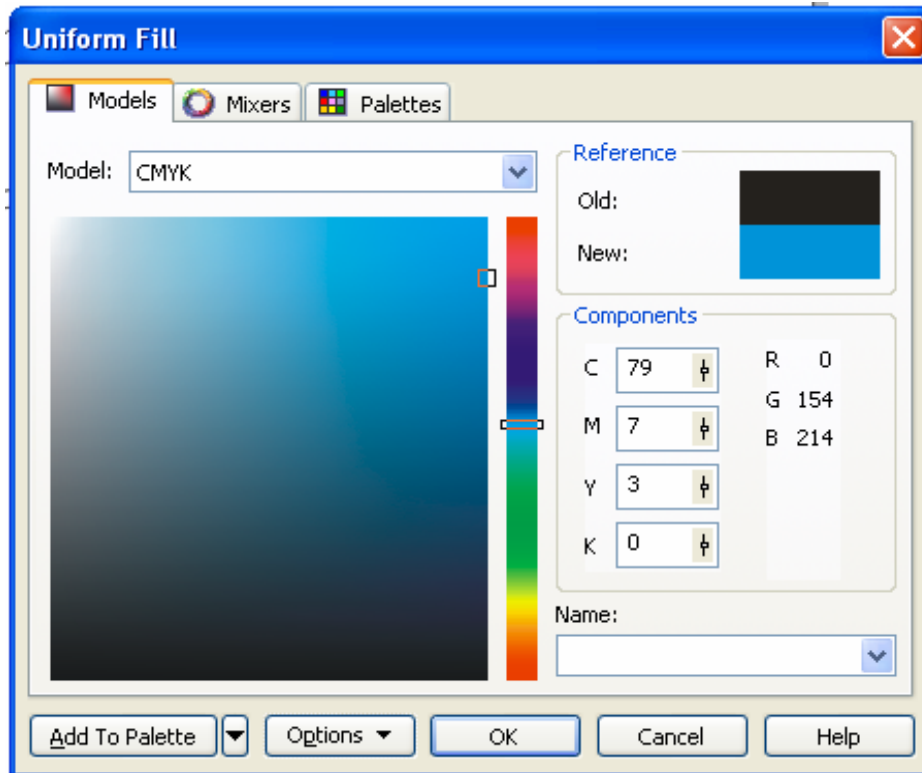 Uniform Fill
Models Mixers Palettes
Model: CMYK
Reference
Old:
New:
Components
C 79 R 0
M 7 G 154
B 214
Y 3
K 0
Name:
Add To Palette Options OK Cancel Help